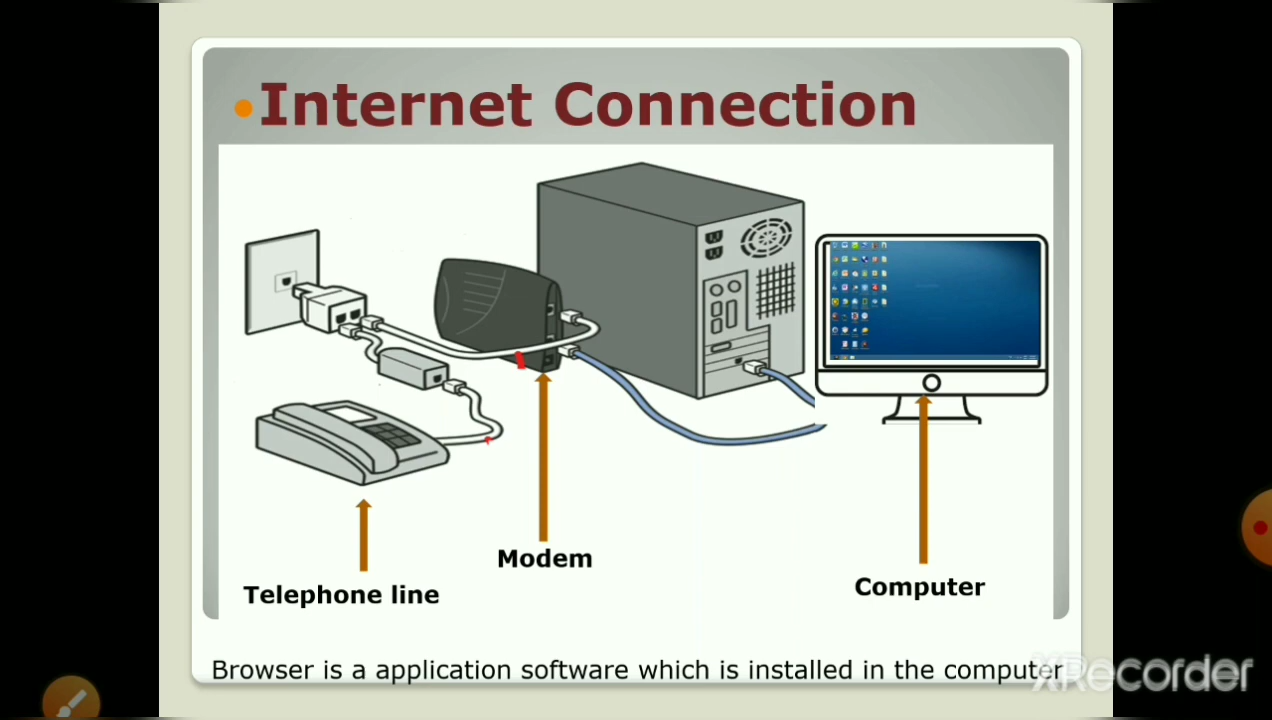 Internet Connection
Modem
Telephone line
Computer
Browser is a application software which is installed in the computer
XRecorder